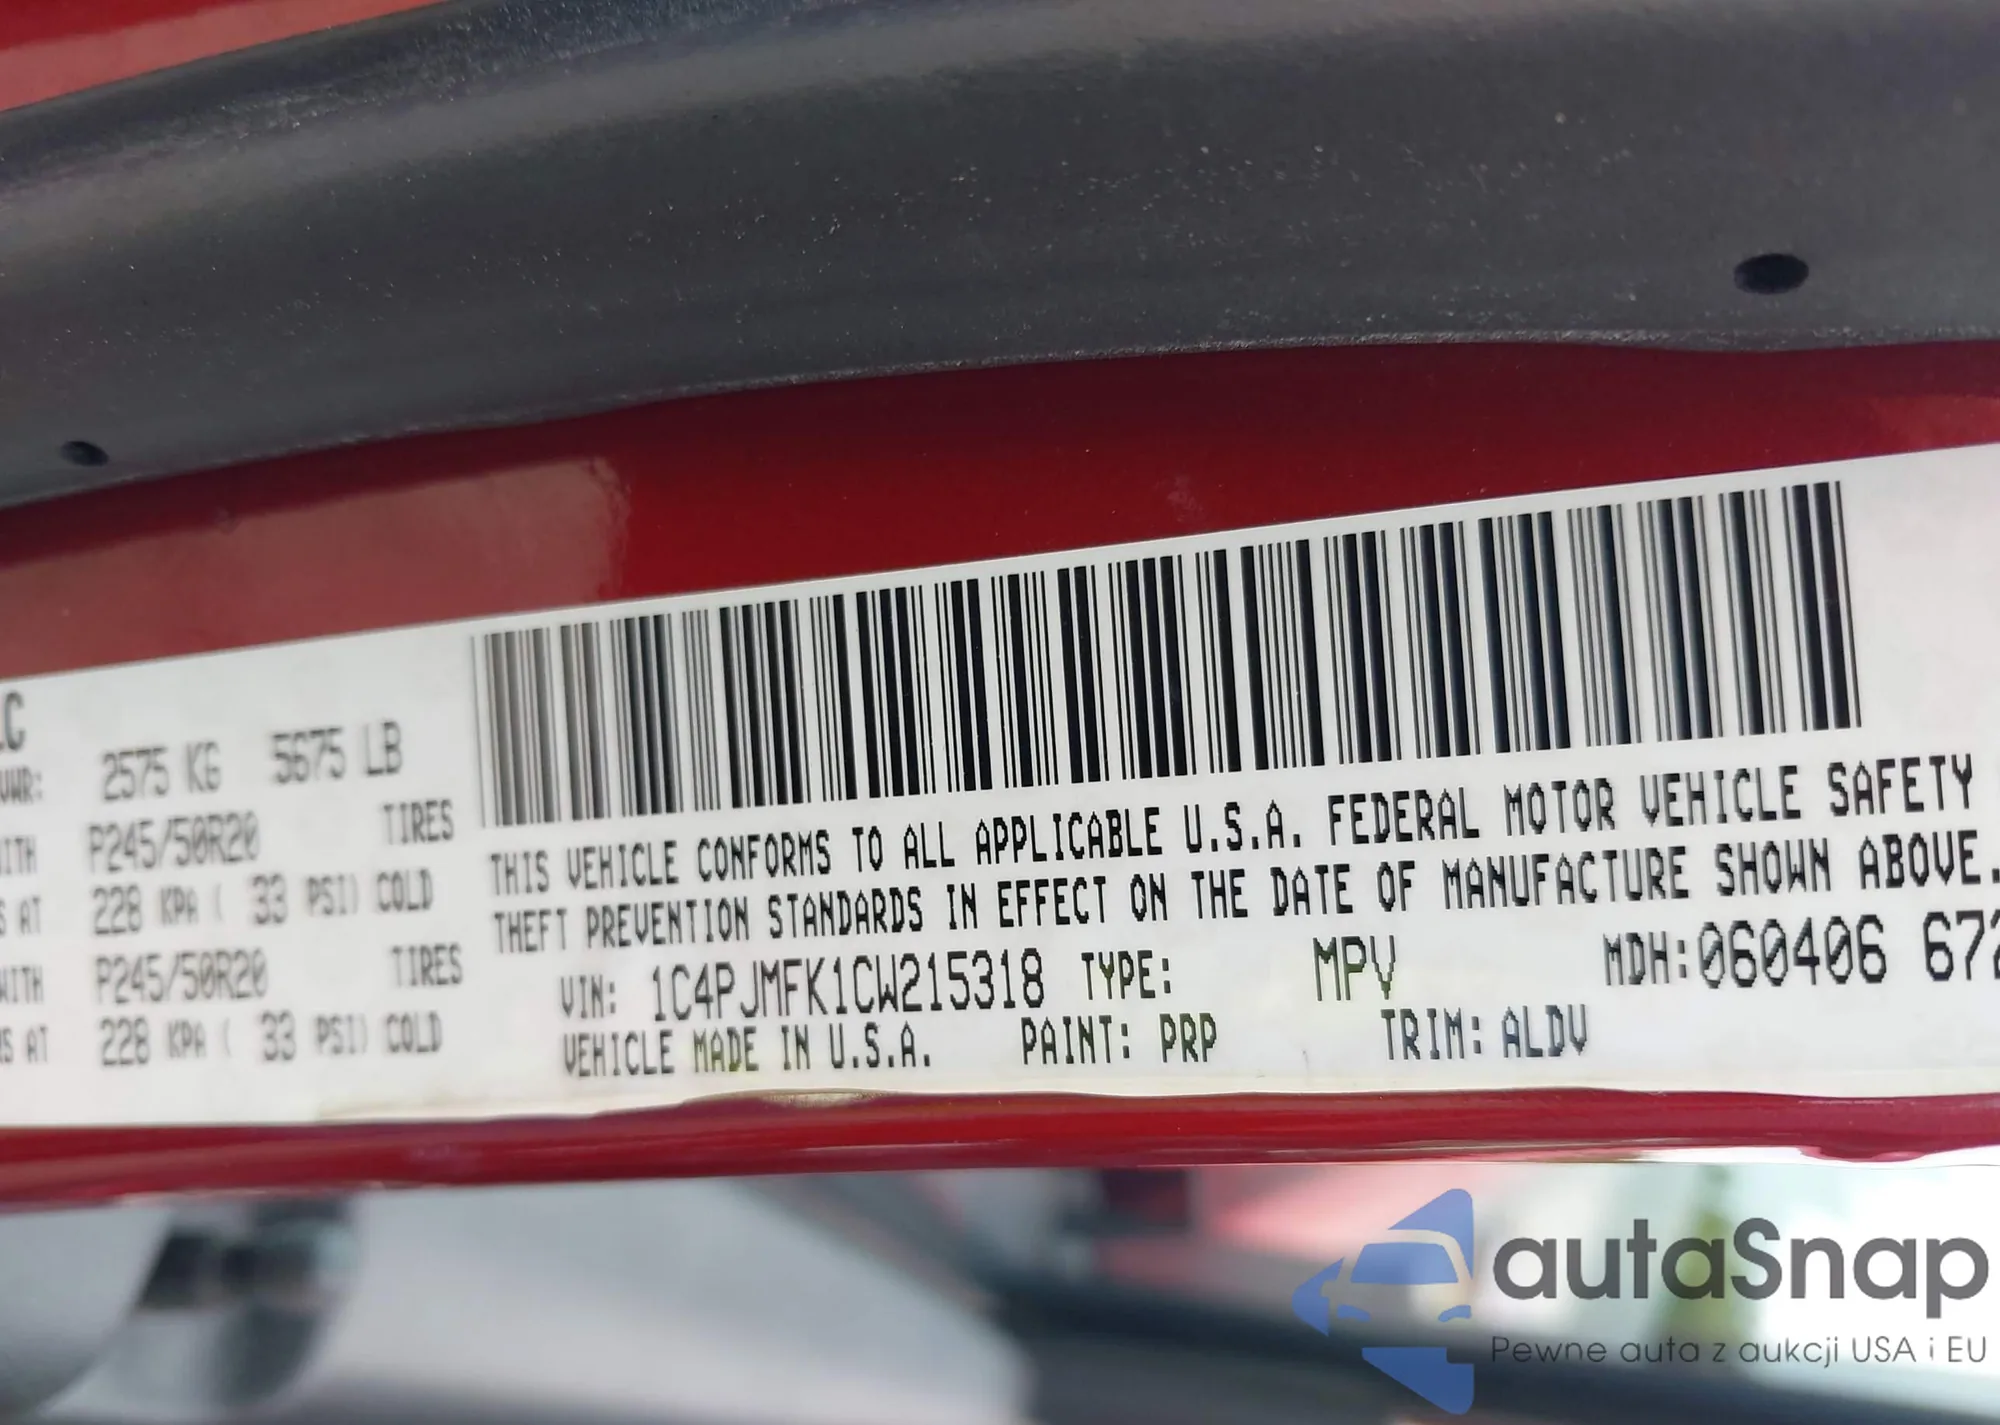 2575 KG 5675 LB
P245/50R20 TIRES
228 KPA ( 33 PSI) COLD
P245/50R20 TIRES
228 KPA ( 33 PSI) COLD
THIS VEHICLE CONFORMS TO ALL APPLICABLE U.S.A. FEDERAL MOTOR VEHICLE SAFETY
THEFT PREVENTION STANDARDS IN EFFECT ON THE DATE OF MANUFACTURE SHOWN ABOVE.
VIN: 1C4PJMFK1CW215318 TYPE: MPV MDH:060406 672
VEHICLE MADE IN U.S.A. PAINT: PRP TRIM: ALDV
autaSnap
Pewne auta z aukcji USA i EU